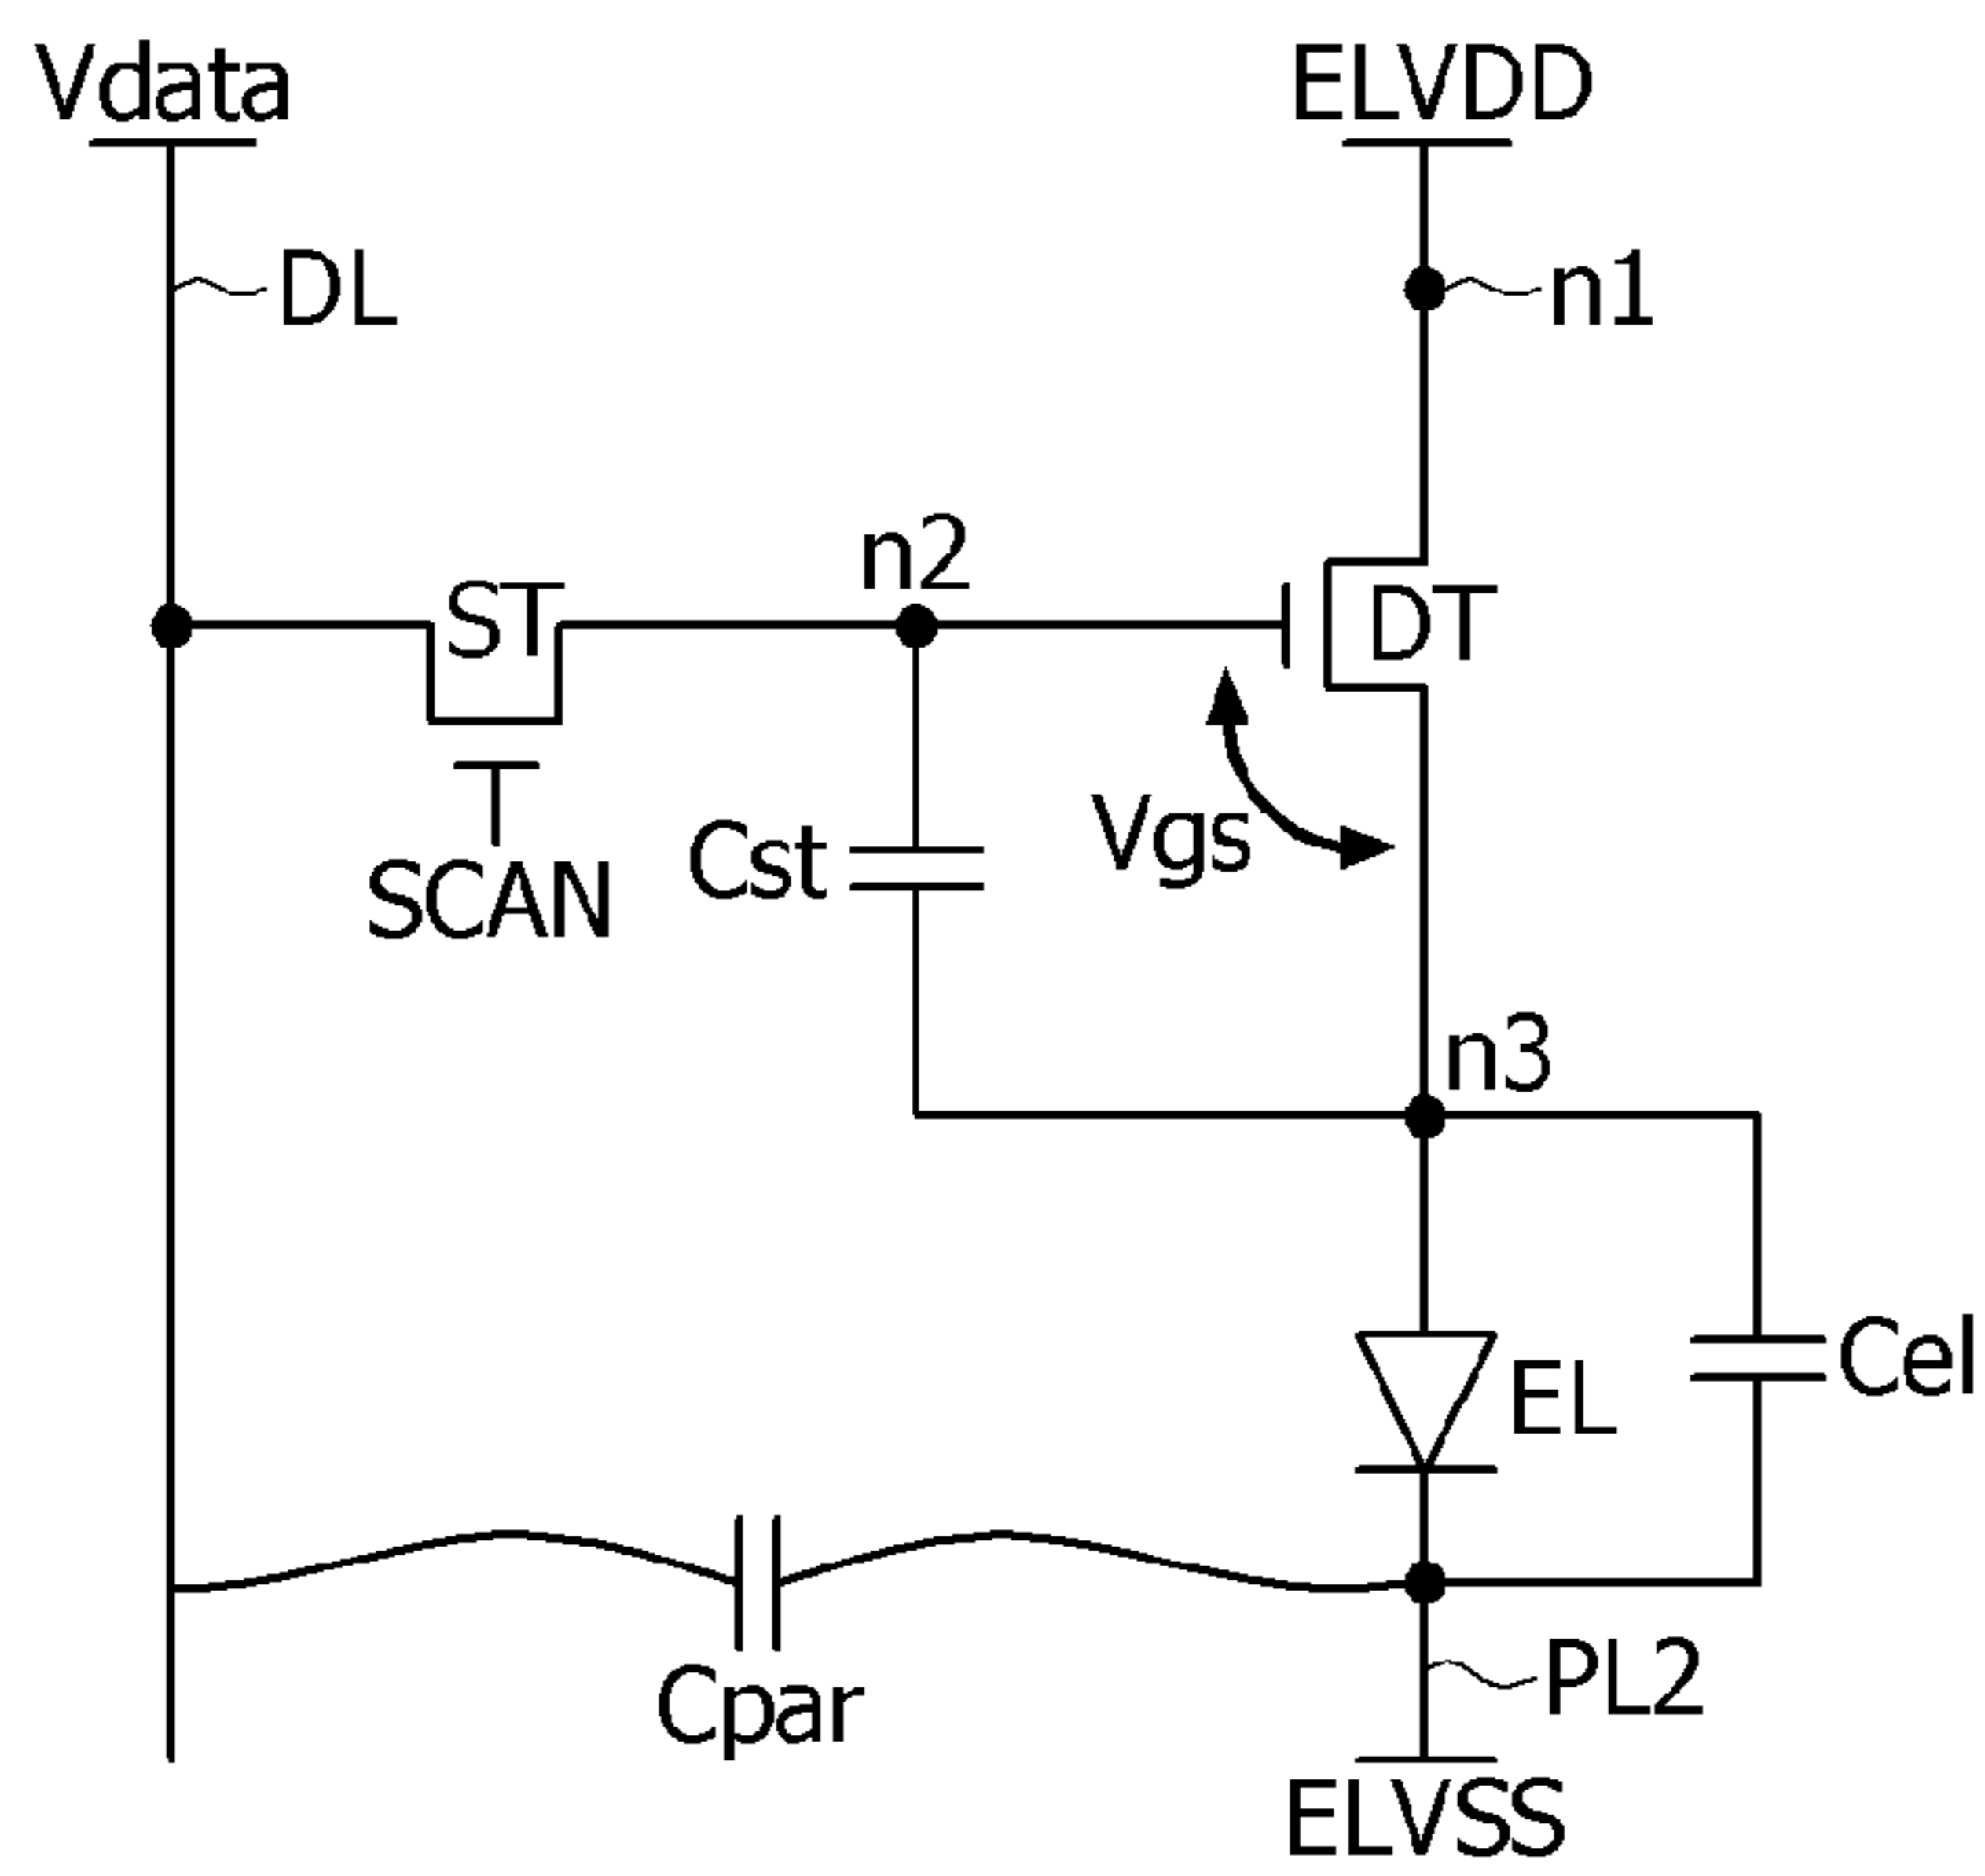 Vdata
ELVDD
DL
n1
n2
ST
DT
Vgs
Cst
SCAN
n3
EL
Cel
Cpar
PL2
ELVSS